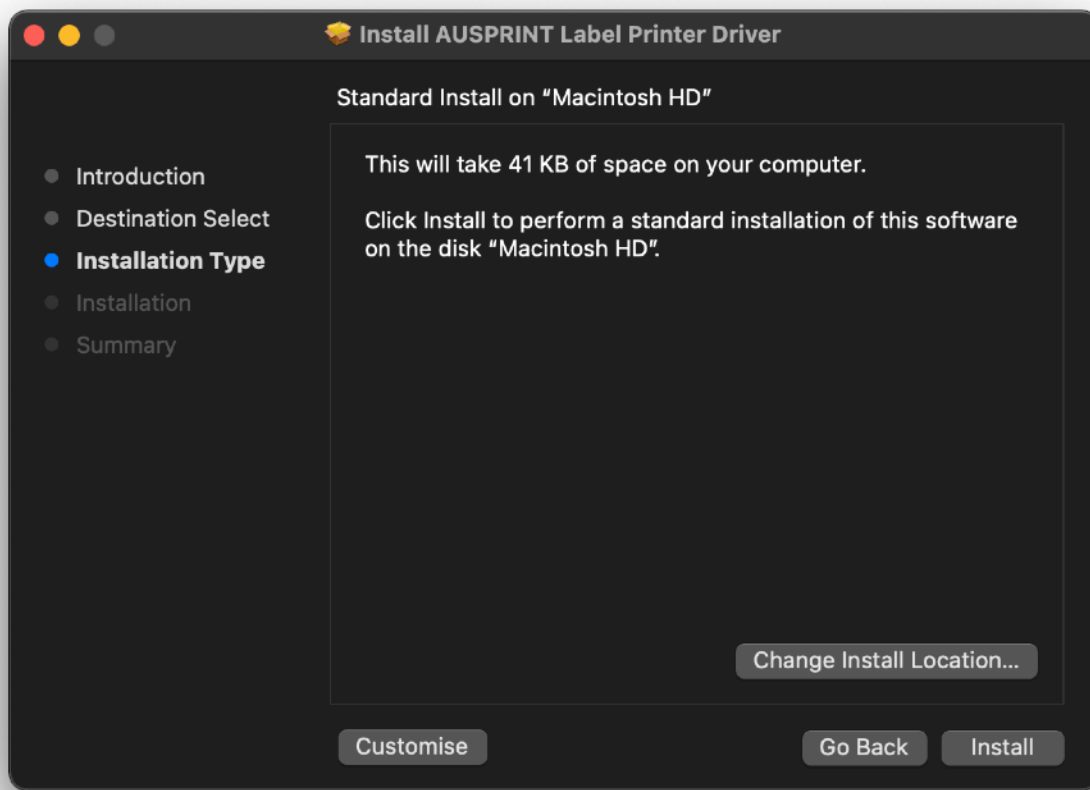 Install AUSPRINT Label Printer Driver
Standard Install on “Macintosh HD”
Introduction
Destination Select
Installation Type
Installation
Summary
This will take 41 KB of space on your computer.
Click Install to perform a standard installation of this software
on the disk “Macintosh HD”.
Change Install Location...
Customise
Go Back
Install